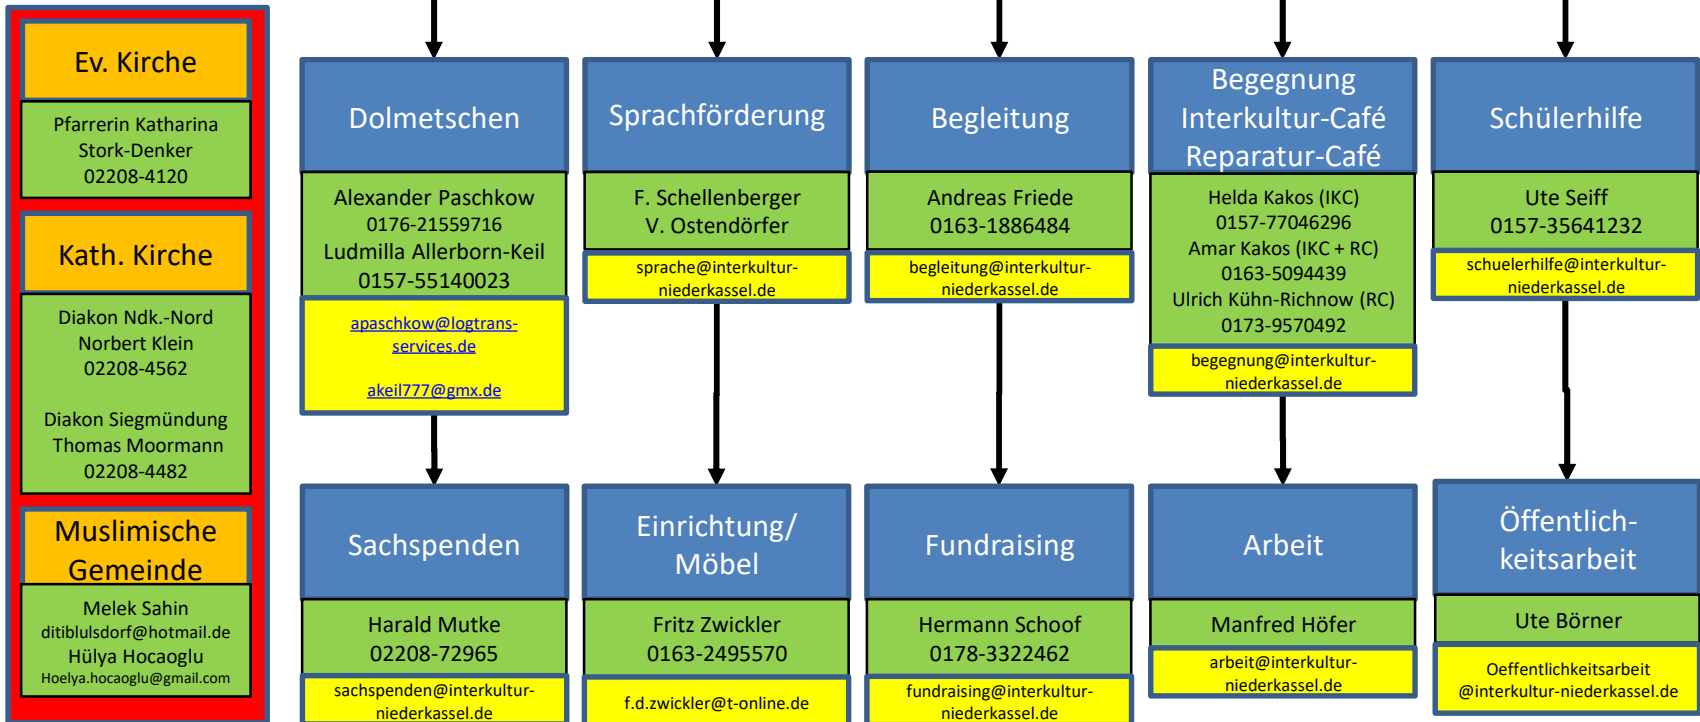 Ev. Kirche
Pfarrerin Katharina
Stork-Denker
02208-4120
Kath. Kirche
Diakon Ndk.-Nord
Norbert Klein
02208-4562
Diakon Siegmündung
Thomas Moormann
02208-4482
Muslimische
Gemeinde
Melek Sahin
ditiblulsdorf@hotmail.de
Hülya Hocaoglu
Hoelya.hocaoglu@gmail.com
Dolmetschen
Alexander Paschkow
0176-21559716
Ludmilla Allerborn-Keil
0157-55140023
apaschkow@logtrans-
services.de
akeil777@gmx.de
Sprachförderung
F. Schellenberger
V. Ostendörfer
sprache@interkultur-
niederkassel.de
Begleitung
Andreas Friede
0163-1886484
begleitung@interkultur-
niederkassel.de
Begegnung
Interkultur-Café
Reparatur-Café
Helda Kakos (IKC)
0157-77046296
Amar Kakos (IKC + RC)
0163-5094439
Ulrich Kühn-Richnow (RC)
0173-9570492
begegnung@interkultur-
niederkassel.de
Schülerhilfe
Ute Seiff
0157-35641232
schuelerhilfe@interkultur-
niederkassel.de
Sachspenden
Harald Mutke
02208-72965
sachspenden@interkultur-
niederkassel.de
Einrichtung/
Möbel
Fritz Zwickler
0163-2495570
f.d.zwickler@t-online.de
Fundraising
Hermann Schoof
0178-3322462
fundraising@interkultur-
niederkassel.de
Arbeit
Manfred Höfer
arbeit@interkultur-
niederkassel.de
Öffentlich-
keitsarbeit
Ute Börner
Oeffentlichkeitsarbeit
@interkultur-niederkassel.de